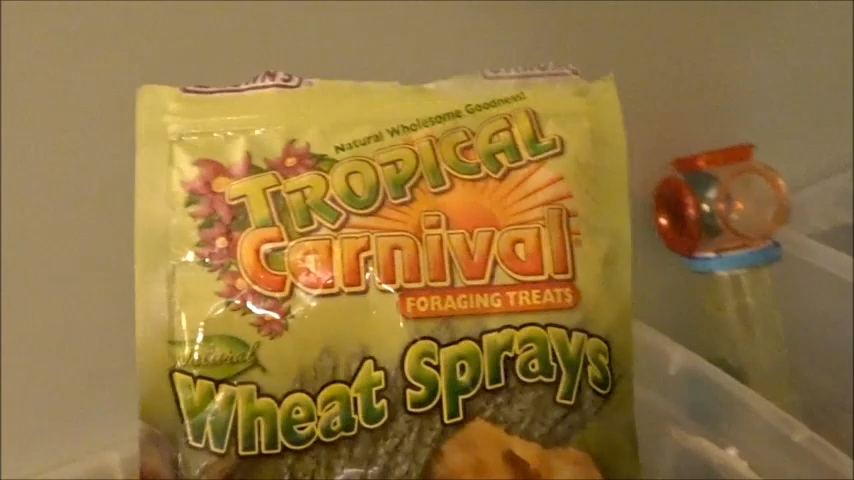 Natural Wholesome Goodness!
TROPICAL
Carnival
FORAGING TREATS
Natural
Wheat Sprays